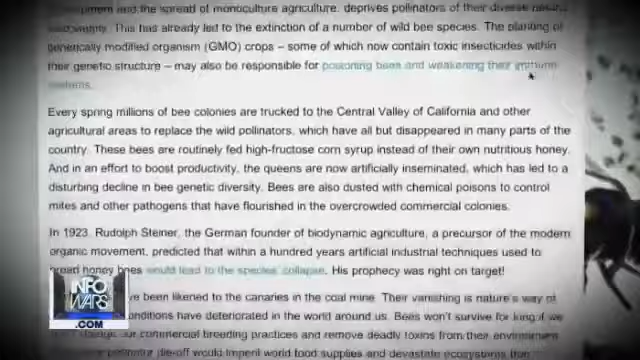 and the spread of monoculture agriculture, deprives pollinators of their diverse
This has already led to the extinction of a number of wild bee species. The planting of
genetically modified organism (GMO) crops – some of which now contain toxic insecticides within
their genetic structure – may also be responsible for poisoning bees and weakening their immune
systems.
Every spring millions of bee colonies are trucked to the Central Valley of California and other
agricultural areas to replace the wild pollinators, which have all but disappeared in many parts of the
country. These bees are routinely fed high-fructose corn syrup instead of their own nutritious honey.
And in an effort to boost productivity, the queens are now artificially inseminated, which has led to a
disturbing decline in bee genetic diversity. Bees are also dusted with chemical poisons to control
mites and other pathogens that have flourished in the overcrowded commercial colonies.
In 1923, Rudolph Steiner, the German founder of biodynamic agriculture, a precursor of the modern
organic movement, predicted that within a hundred years artificial industrial techniques used to
breed honey bees would lead to the species' collapse. His prophecy was right on target!
been likened to the canaries in the coal mine. Their vanishing is nature's way of
conditions have deteriorated in the world around us. Bees won't survive for long if we
our commercial breeding practices and remove deadly toxins from their environment
die-off would imperil world food supplies and devastate ecosystems
INFO
WARS
.COM